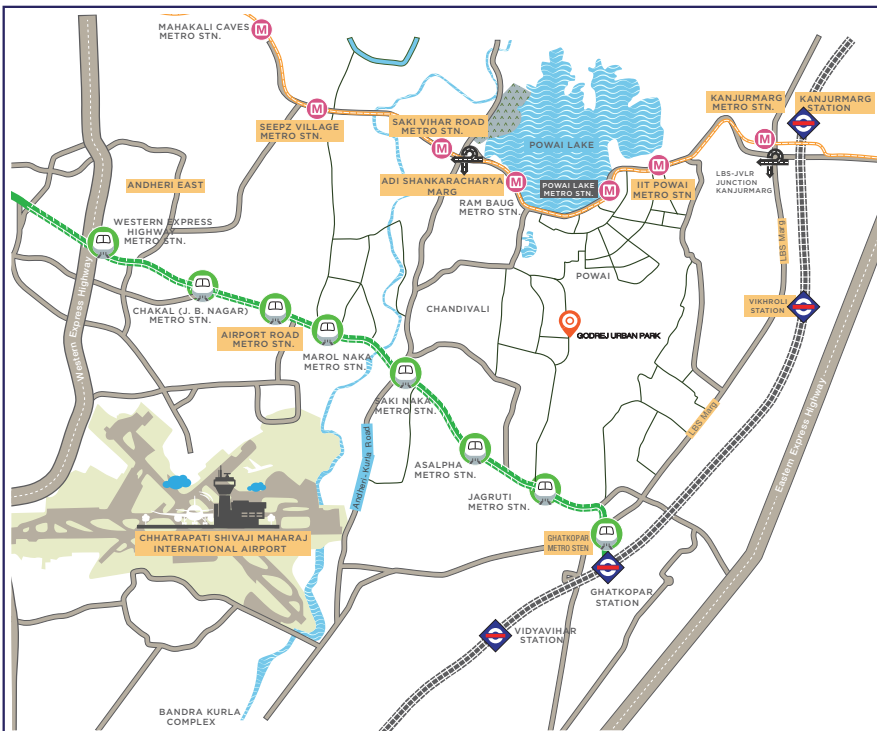 MAHAKALI CAVES
METRO STN.
M
M
SEEPZ VILLAGE
METRO STN.
SAKI VIHAR ROAD
METRO STN.
M
ADI SHANKARACHARYA
MARG
POWAI LAKE
M
RAM BAUG
METRO STN.
POWAI LAKE
METRO STN.
M
M
IIT POWAI
METRO STN
KANJURMARG
METRO STN.
M
KANJURMARG
STATION
LBS-JVLR
JUNCTION
KANJURMARG
LBS Marg
ANDHERI EAST
WESTERN EXPRESS
HIGHWAY
METRO STN.
Western Express Highway
CHAKAL (J. B. NAGAR)
METRO STN.
AIRPORT ROAD
METRO STN.
MAROL NAKA
METRO STN.
CHANDIVALI
POWAI
GODREJ URBAN PARK
VIKHROLI
STATION
SAKI NAKA
METRO STN.
Andheri-Kurla Road
LBS Marg
Eastern Express Highway
ASALPHA
METRO STN.
JAGRUTI
METRO STN.
CHHATRAPATI SHIVAJI MAHARAJ
INTERNATIONAL AIRPORT
GHATKOPAR
METRO STEN
GHATKOPAR
STATION
VIDYAVIHAR
STATION
BANDRA KURLA
COMPLEX